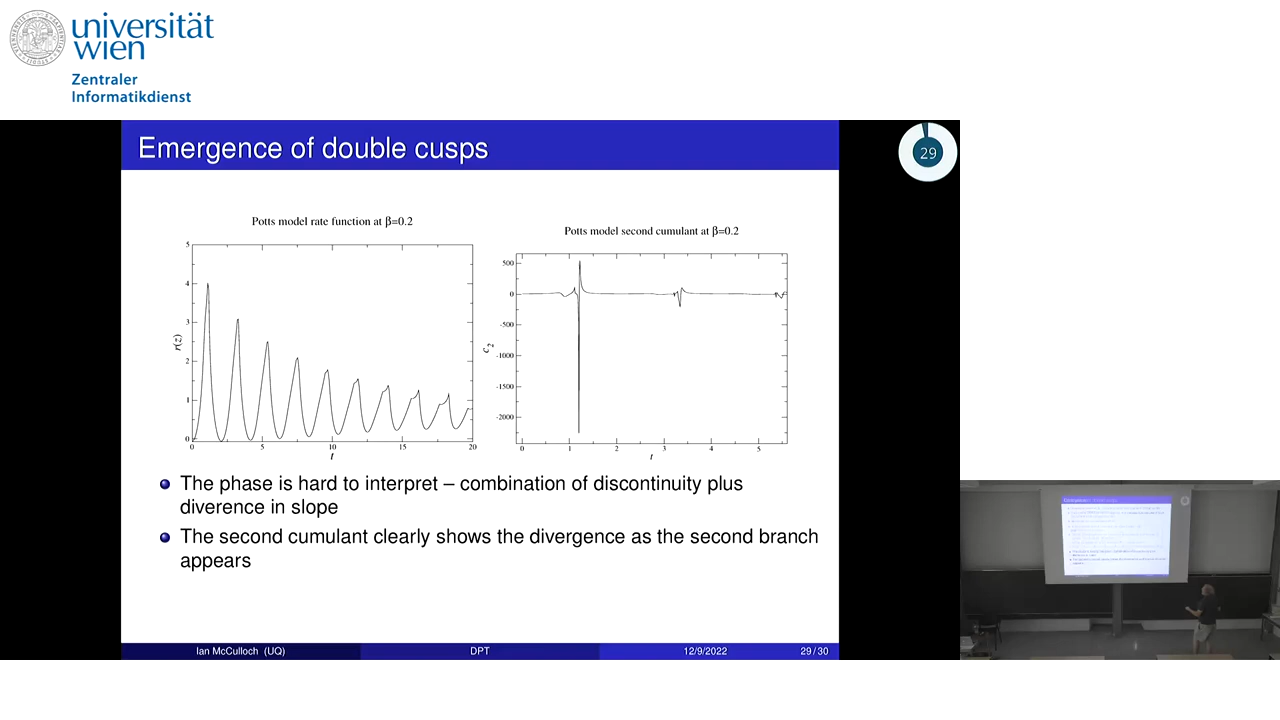 universität
wien
Zentraler
Informatikdienst
Emergence of double cusps
29
Potts model rate function at β=0.2
5
4
3
2
1
0
r(z)
0 5 10 15 20
t
Potts model second cumulant at β=0.2
500
0
-500
-1000
-1500
-2000
c2
0 1 2 3 4 5
t
The phase is hard to interpret – combination of discontinuity plus
diverence in slope
The second cumulant clearly shows the divergence as the second branch
appears
Ian McCulloch (UQ) DPT 12/9/2022 29 / 30
Emergence of double cusps